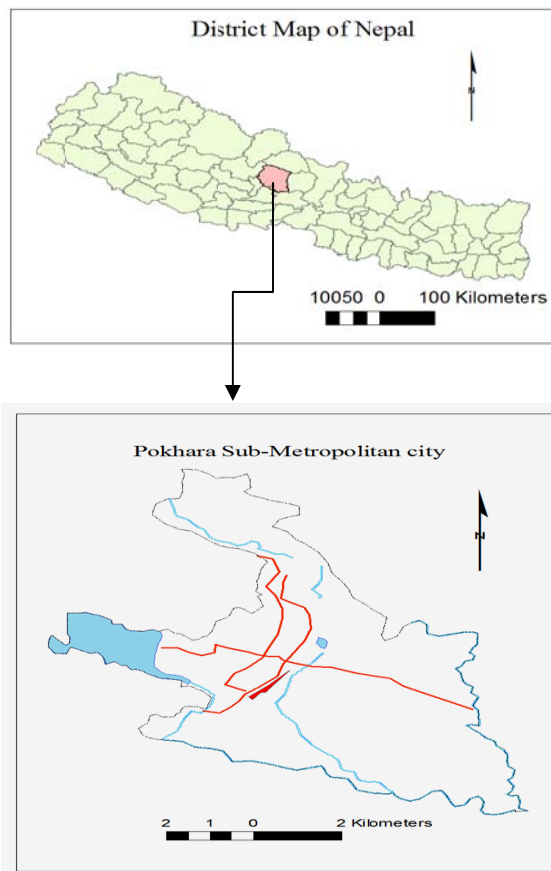 District Map of Nepal
N
10050 0 100 Kilometers
Pokhara Sub-Metropolitan city
N
2 1 0 2 Kilometers